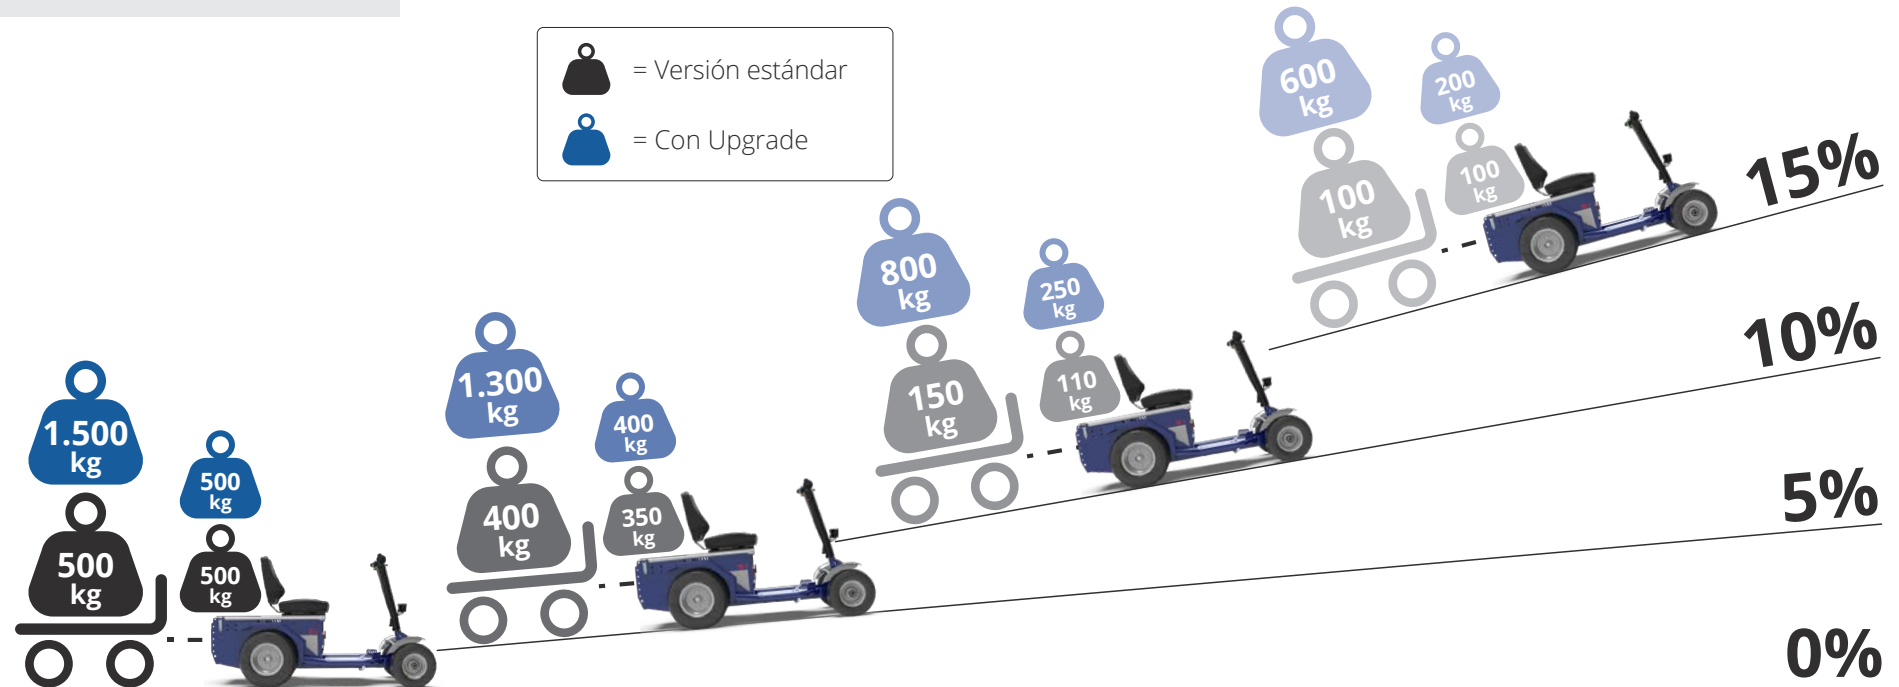 = Versión estándar
= Con Upgrade
1.500
kg
500
kg
500
kg
500
kg
0%
1.300
kg
400
kg
400
kg
350
kg
5%
800
kg
250
kg
150
kg
110
kg
10%
600
kg
200
kg
100
kg
100
kg
15%